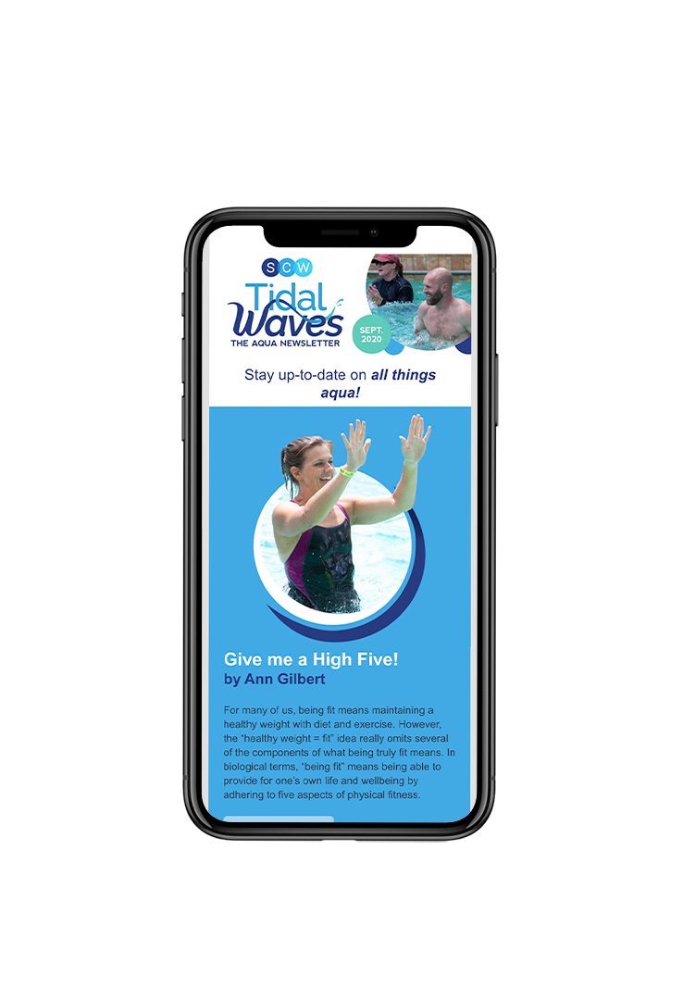 SCW
Tidal
Waves
THE AQUA NEWSLETTER
SEPT.
2020
Stay up-to-date on all things
aqua!
Give me a High Five!
by Ann Gilbert
For many of us, being fit means maintaining a
healthy weight with diet and exercise. However,
the “healthy weight = fit” idea really omits several
of the components of what being truly fit means. In
biological terms, “being fit” means being able to
provide for one’s own life and wellbeing by
adhering to five aspects of physical fitness.